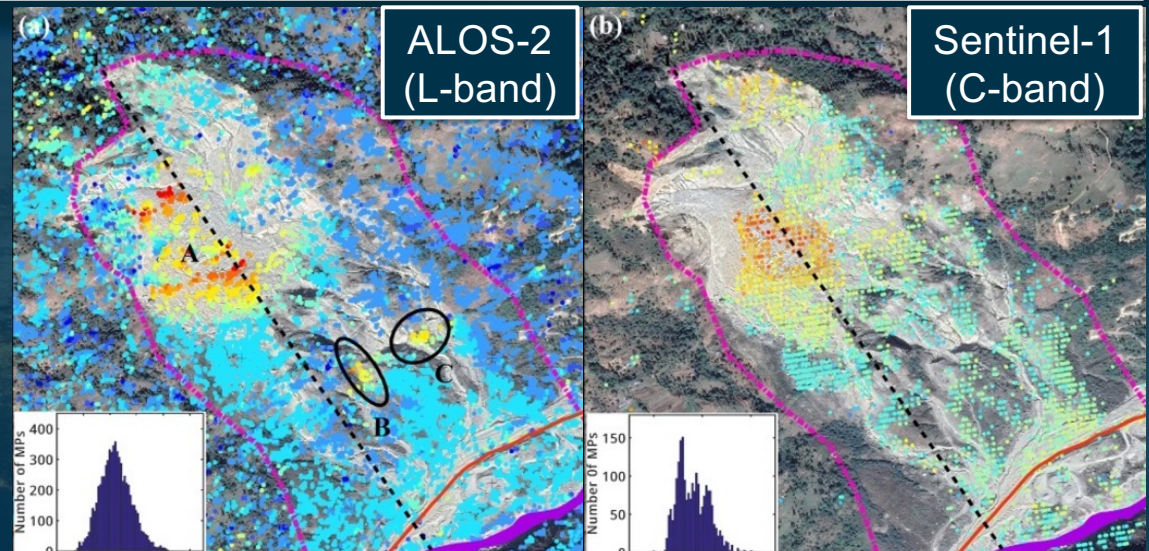 (a)
ALOS-2
(L-band)
A
C
B
Number of MPs
400
300
200
100
0
(b)
Sentinel-1
(C-band)
Number Of MPs
150
100
50
0